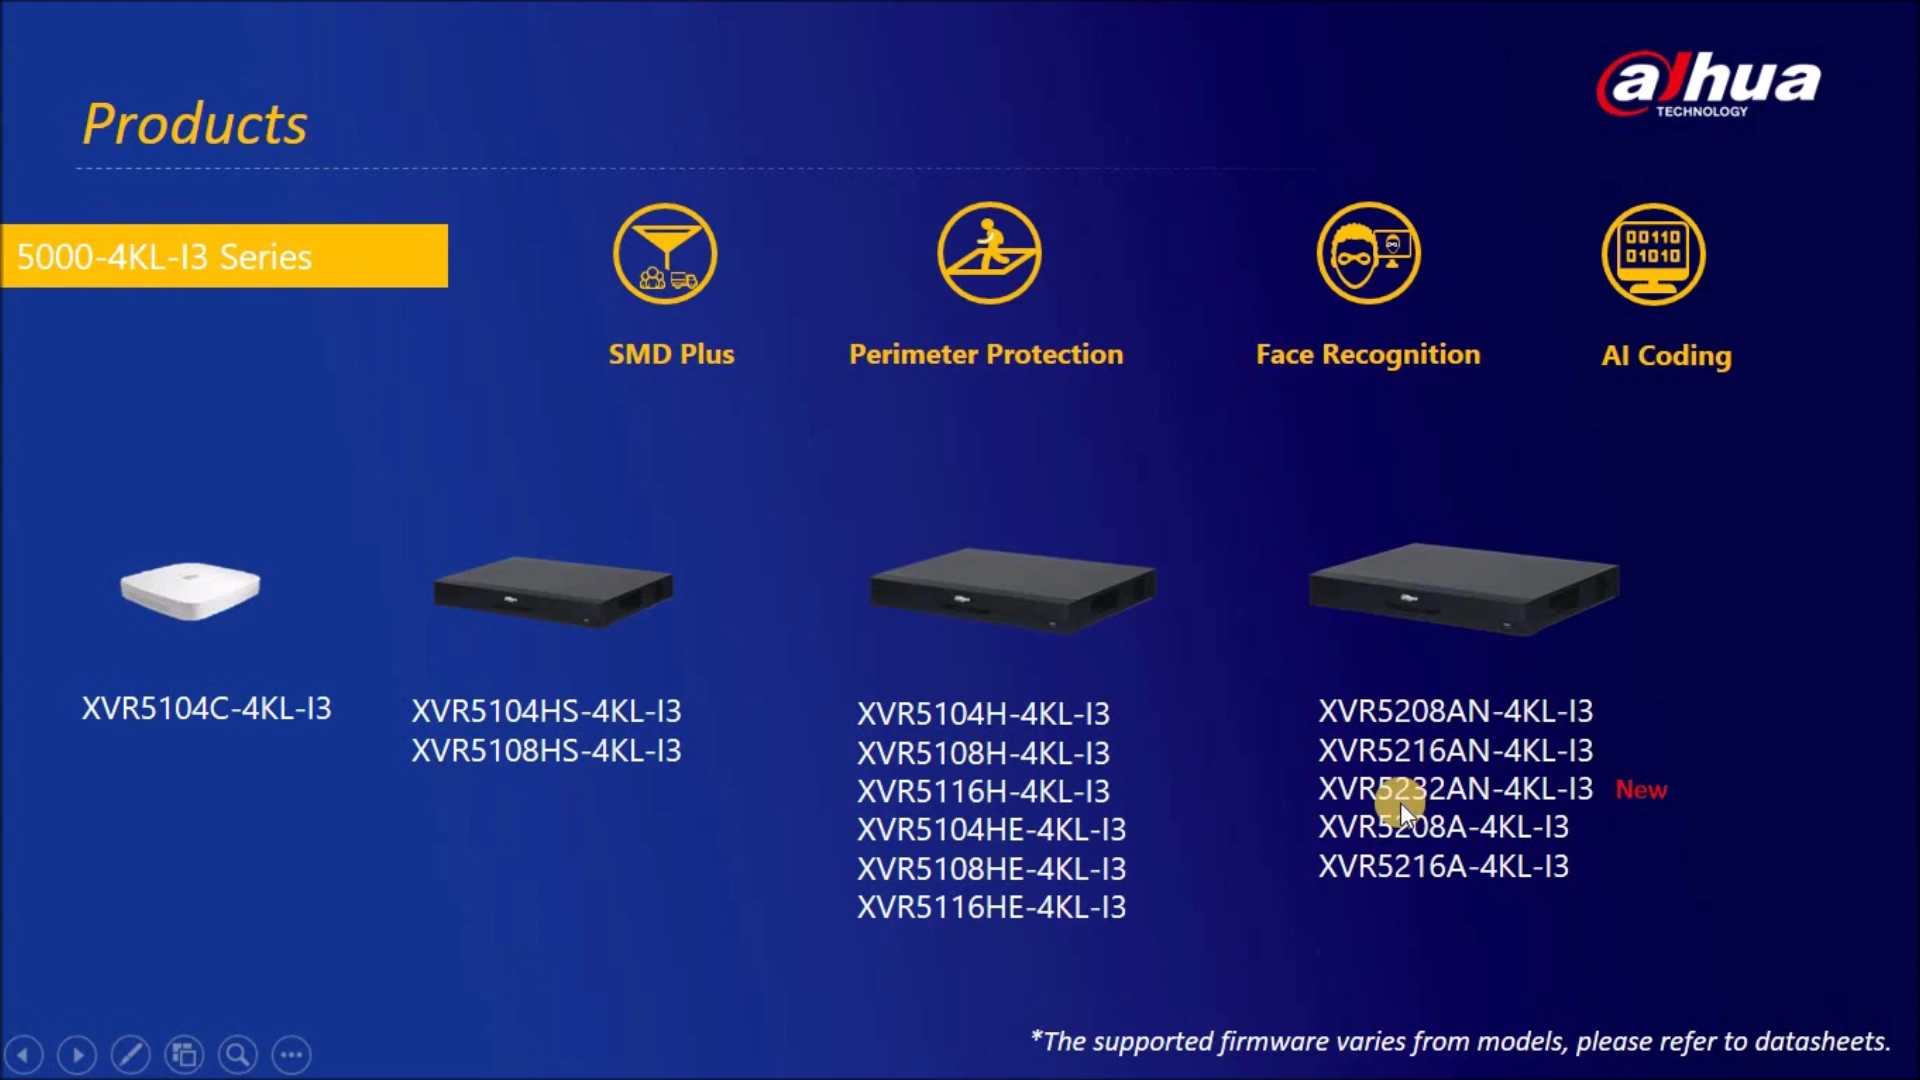 alhua
TECHNOLOGY
Products
5000-4KL-I3 Series
00110
01010
SMD Plus
Perimeter Protection
Face Recognition
AI Coding
XVR5104C-4KL-I3
XVR5104HS-4KL-I3
XVR5108HS-4KL-I3
XVR5104H-4KL-I3
XVR5108H-4KL-I3
XVR5116H-4KL-I3
XVR5104HE-4KL-I3
XVR5108HE-4KL-I3
XVR5116HE-4KL-I3
XVR5208AN-4KL-I3
XVR5216AN-4KL-I3
XVR5232AN-4KL-I3 New
XVR5208A-4KL-I3
XVR5216A-4KL-I3
*The supported firmware varies from models, please refer to datasheets.